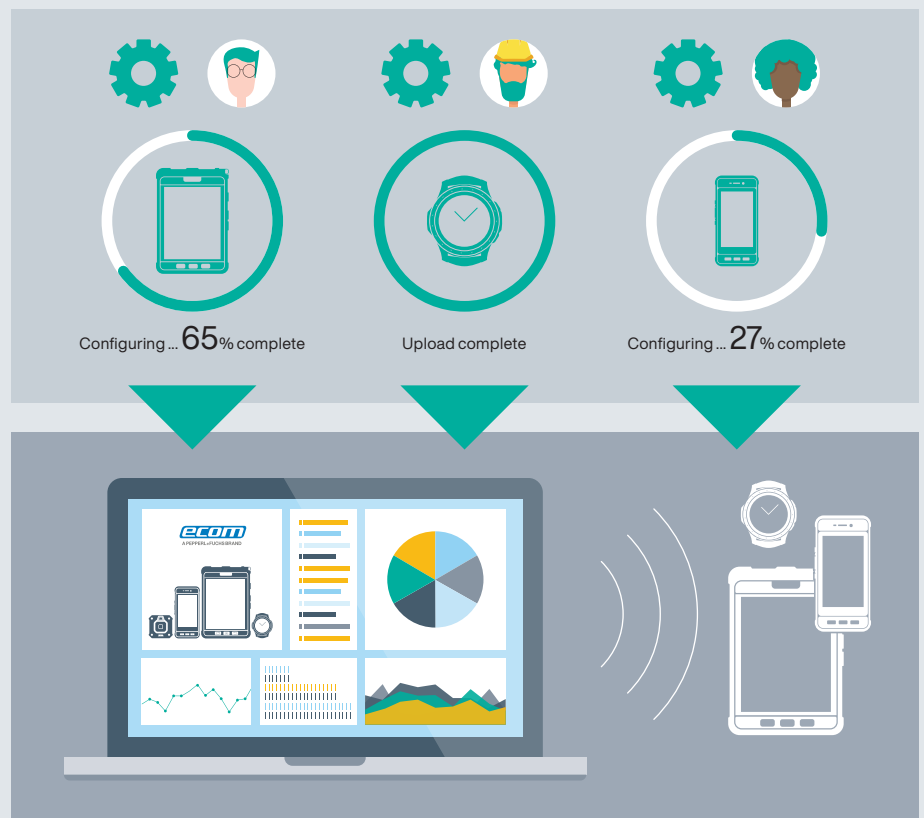 Configuring ... 65% complete
Upload complete
Configuring ... 27% complete
ecom
A PEPPERL+FUCHS BRAND